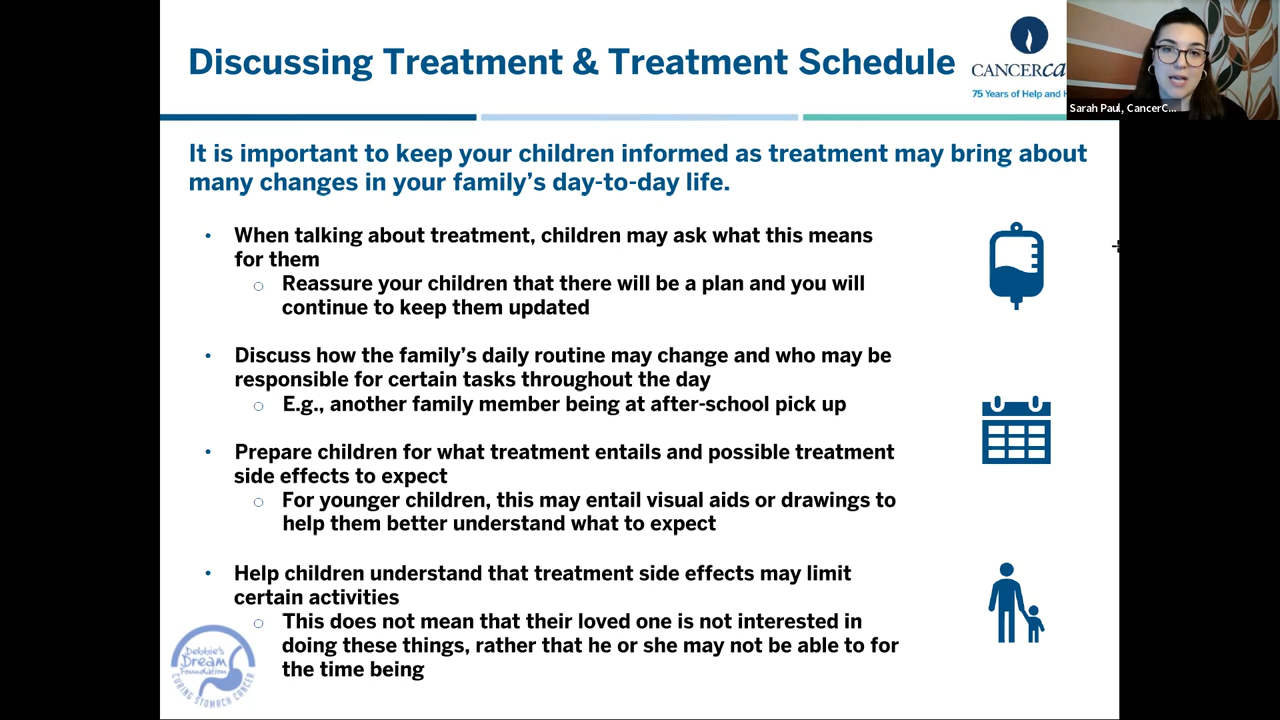 Discussing Treatment & Treatment Schedule
CANCERca
75 Years of Help and H
Sarah Paul, CancerC...
It is important to keep your children informed as treatment may bring about
many changes in your family's day-to-day life.
• When talking about treatment, children may ask what this means
for them
○ Reassure your children that there will be a plan and you will
continue to keep them updated
• Discuss how the family's daily routine may change and who may be
responsible for certain tasks throughout the day
○ E.g., another family member being at after-school pick up
• Prepare children for what treatment entails and possible treatment
side effects to expect
○ For younger children, this may entail visual aids or drawings to
help them better understand what to expect
• Help children understand that treatment side effects may limit
certain activities
○ This does not mean that their loved one is not interested in
doing these things, rather that he or she may not be able to for
the time being
Debbie's
Dream
Foundation
CURING STOMACH CANCER